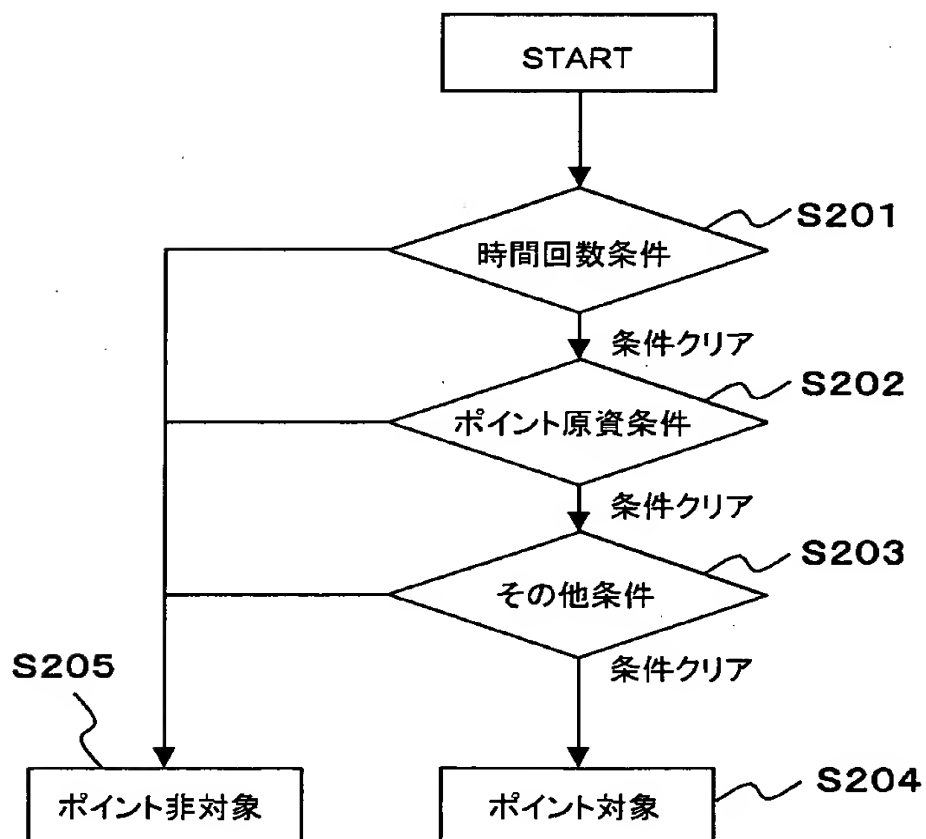 START
S201
時間回数条件
条件クリア
S202
ポイント原資条件
条件クリア
S203
その他条件
条件クリア
S205
S204
ポイント非対象
ポイント対象